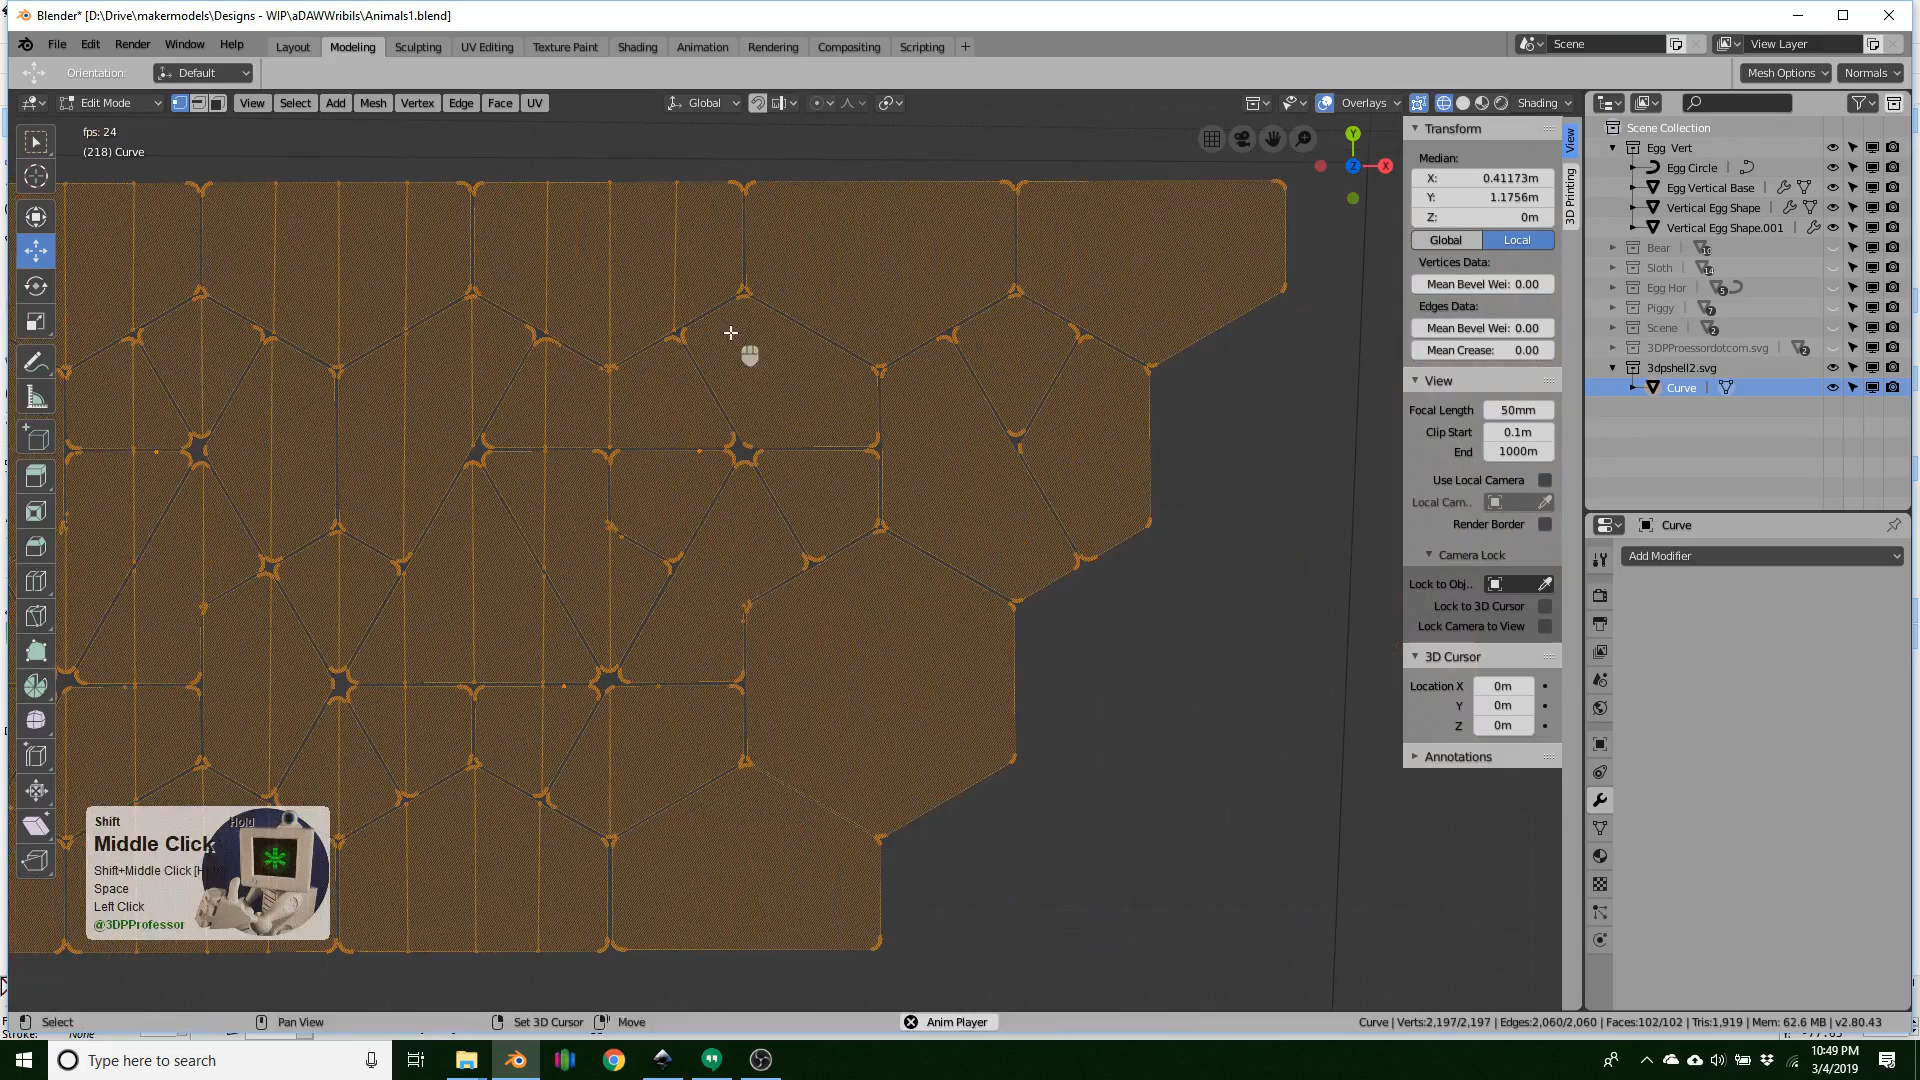 Blender* [D:\Drive\makermodels\Designs - WIP\aDAWWribils\Animals1.blend]
File Edit Render Window Help
Layout Modeling Sculpting UV Editing Texture Paint Shading Animation Rendering Compositing Scripting +
Scene
View Layer
Orientation: Default
Mesh Options Normals
Edit Mode View Select Add Mesh Vertex Edge Face UV
Global
Overlays Shading
fps: 24
(218) Curve
Y
X
Z
Transform
Median:
X: 0.41173m
Y: 1.1756m
Z: 0m
Global Local
Vertices Data:
Mean Bevel Wei: 0.00
Edges Data:
Mean Bevel Wei: 0.00
Mean Crease: 0.00
View
Focal Length 50mm
Clip Start 0.1m
End 1000m
Use Local Camera
Local Cam..
Render Border
Camera Lock
Lock to Obj..
Lock to 3D Cursor
Lock Camera to View
3D Cursor
Location X 0m
Y 0m
Z 0m
Annotations
View
3D Printing
Scene Collection
Egg Vert
Egg Circle
Egg Vertical Base
Vertical Egg Shape
Vertical Egg Shape.001
Bear
Sloth
Egg Hor
Piggy
Scene
3DPProessordotcom.svg
3dpshell2.svg
Curve
Curve
Add Modifier
Shift
Hold
Middle Click
Shift+Middle Click [H
Space
Left Click
@3DPProfessor
Select Pan View Set 3D Cursor Move Anim Player
Curve | Verts:2,197/2,197 | Edges:2,060/2,060 | Faces:102/102 | Tris:1,919 | Mem: 62.6 MB | v2.80.43
Stroke: None
Type here to search
10:49 PM
3/4/2019